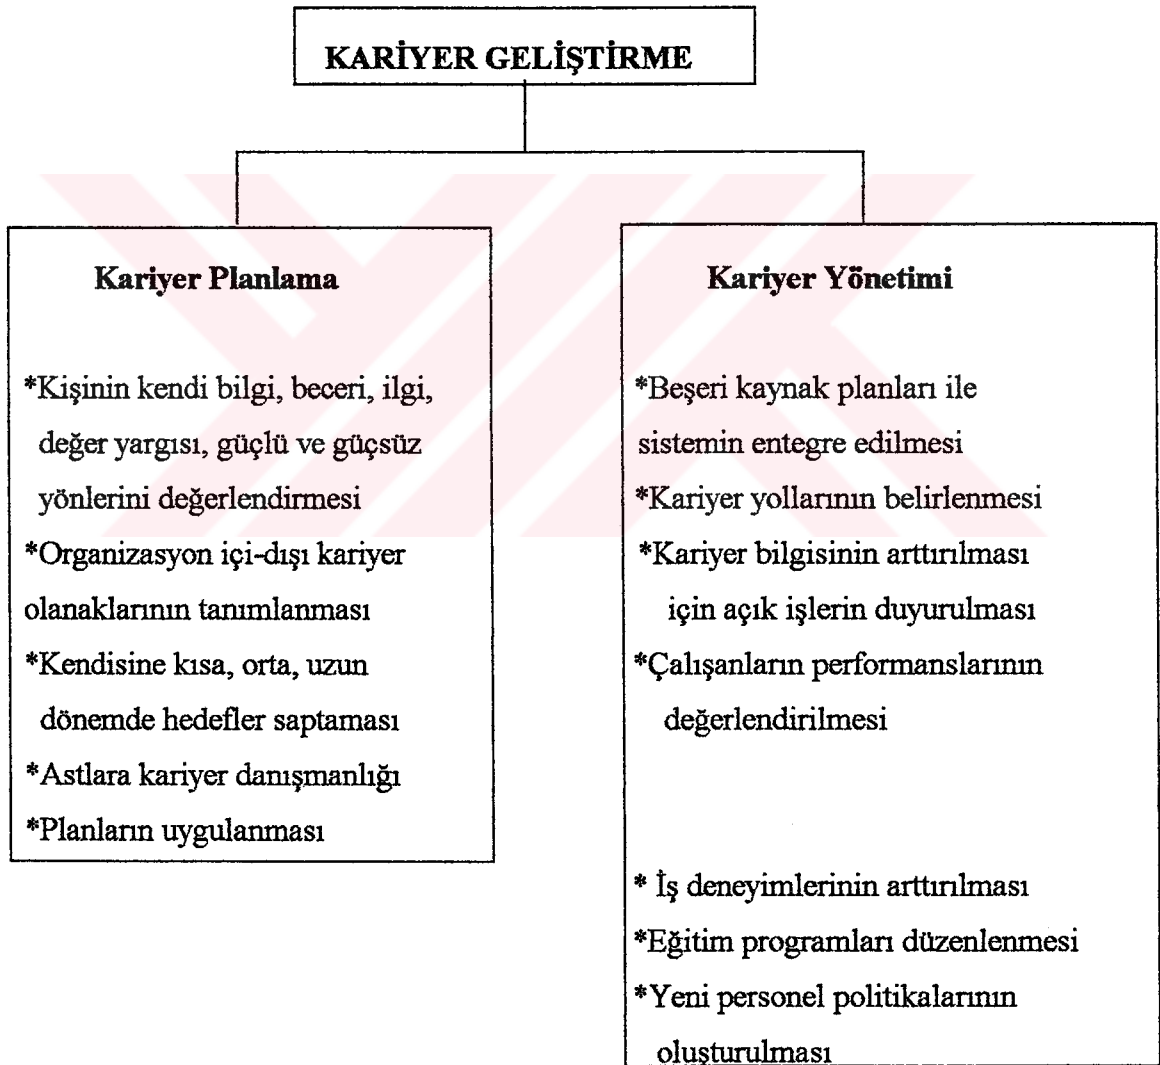 KARİYER GELİŞTİRME
Kariyer Planlama
*Kişinin kendi bilgi, beceri, ilgi,
değer yargısı, güçlü ve güçsüz
yönlerini değerlendirmesi
*Organizasyon içi-dışı kariyer
olanaklarının tanımlanması
*Kendisine kısa, orta, uzun
dönemde hedefler saptaması
*Astlara kariyer danışmanlığı
*Planların uygulanması
Kariyer Yönetimi
*Beşeri kaynak planları ile
sistemin entegre edilmesi
*Kariyer yollarının belirlenmesi
*Kariyer bilgisinin arttırılması
için açık işlerin duyurulması
*Çalışanların performanslarının
değerlendirilmesi
* İş deneyimlerinin arttırılması
*Eğitim programları düzenlenmesi
*Yeni personel politikalarının
oluşturulması